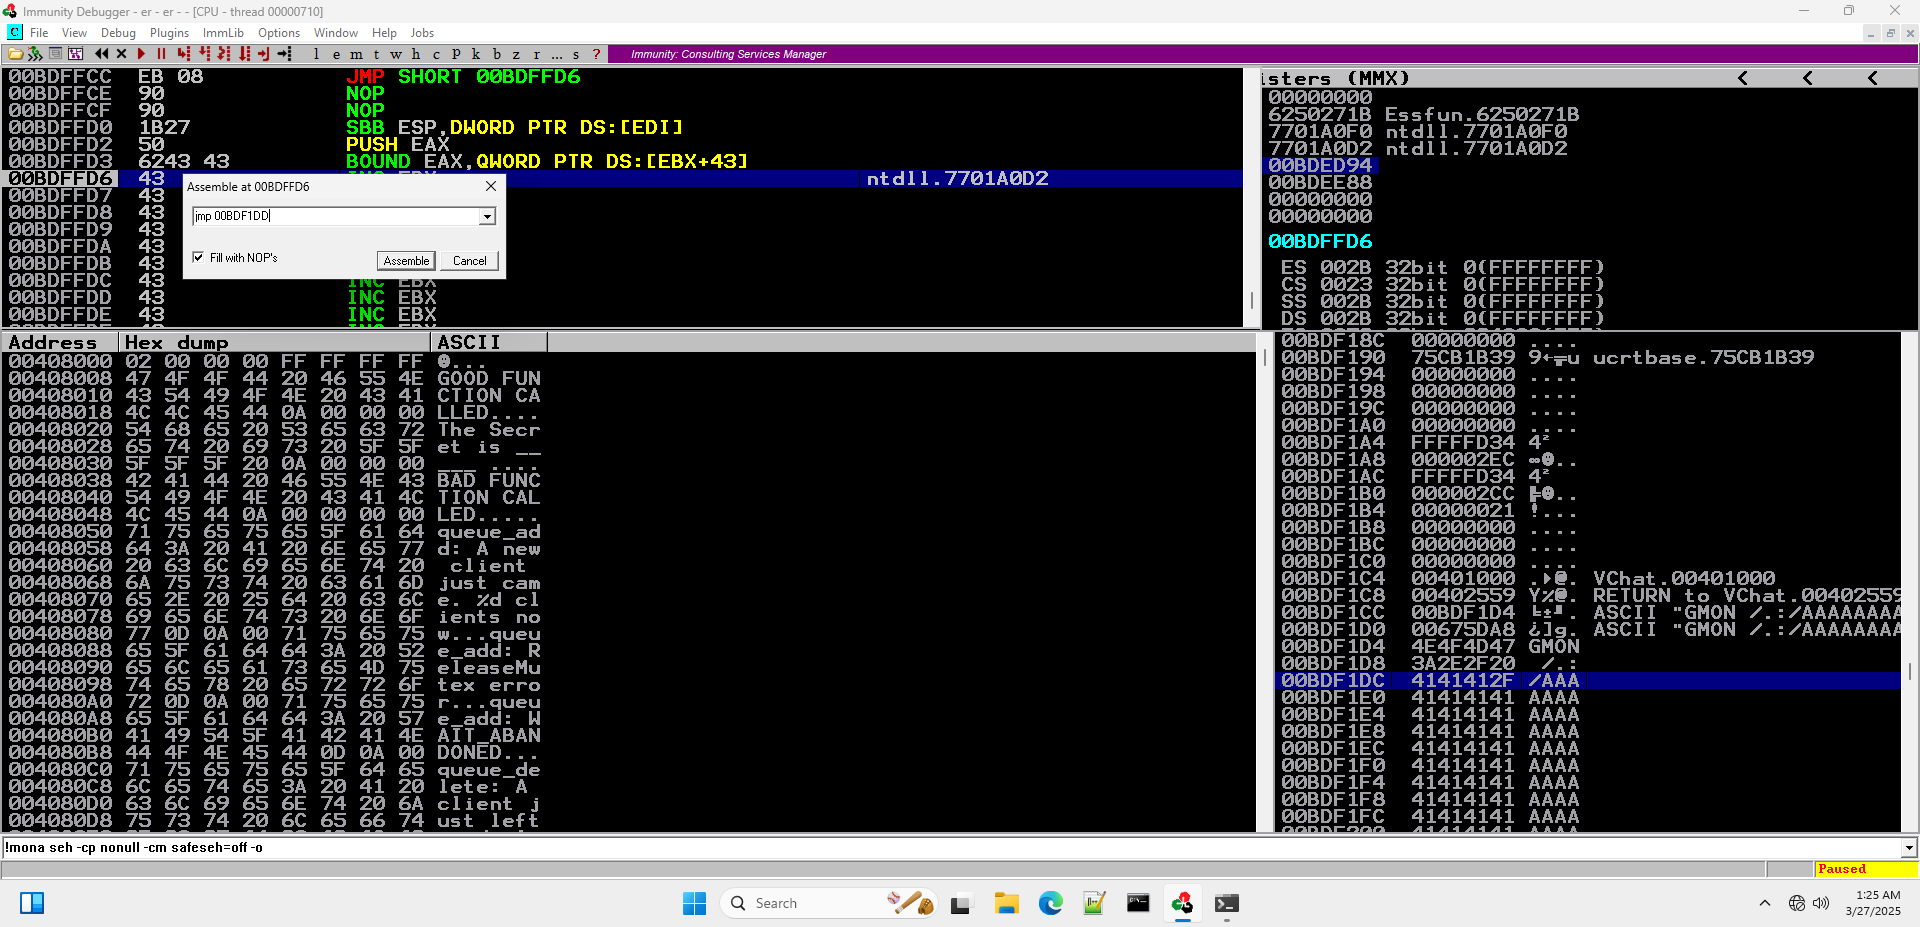 Immunity Debugger - er - er - - [CPU - thread 00000710]
File View Debug Plugins ImmLib Options Window Help Jobs
l e m t w h c P k b z r ... s ? Immunity: Consulting Services Manager
00BDFFCC EB 08 JMP SHORT 00BDFFD6
00BDFFCE 90 NOP
00BDFFCF 90 NOP
00BDFFD0 1B27 SBB ESP,DWORD PTR DS:[EDI]
00BDFFD2 50 PUSH EAX
00BDFFD3 6243 43 BOUND EAX,QWORD PTR DS:[EBX+43]
00BDFFD6 43 ntdll.7701A0D2
00BDFFD7 43
00BDFFD8 43
00BDFFD9 43
00BDFFDA 43
00BDFFDB 43
00BDFFDC 43 INC EBX
00BDFFDD 43 INC EBX
00BDFFDE 43 INC EBX
Assemble at 00BDFFD6
jmp 00BDF1DD
Fill with NOP's
Assemble Cancel
isters (MMX) < < <
00000000
6250271B Essfun.6250271B
7701A0F0 ntdll.7701A0F0
7701A0D2 ntdll.7701A0D2
00BDED94
00BDEE88
00000000
00000000
00BDFFD6
ES 002B 32bit 0(FFFFFFFF)
CS 0023 32bit 0(FFFFFFFF)
SS 002B 32bit 0(FFFFFFFF)
DS 002B 32bit 0(FFFFFFFF)
Address Hex dump ASCII
00408000 02 00 00 00 FF FF FF FF ☻...
00408008 47 4F 4F 44 20 46 55 4E GOOD FUN
00408010 43 54 49 4F 4E 20 43 41 CTION CA
00408018 4C 4C 45 44 0A 00 00 00 LLED....
00408020 54 68 65 20 53 65 63 72 The Secr
00408028 65 74 20 69 73 20 5F 5F et is __
00408030 5F 5F 5F 20 0A 00 00 00 ___ ....
00408038 42 41 44 20 46 55 4E 43 BAD FUNC
00408040 54 49 4F 4E 20 43 41 4C TION CAL
00408048 4C 45 44 0A 00 00 00 00 LED.....
00408050 71 75 65 75 65 5F 61 64 queue_ad
00408058 64 3A 20 41 20 6E 65 77 d: A new
00408060 20 63 6C 69 65 6E 74 20 client
00408068 6A 75 73 74 20 63 61 6D just cam
00408070 65 2E 20 25 64 20 63 6C e. %d cl
00408078 69 65 6E 74 73 20 6E 6F ients no
00408080 77 0D 0A 00 71 75 65 75 w...queu
00408088 65 5F 61 64 64 3A 20 52 e_add: R
00408090 65 6C 65 61 73 65 4D 75 eleaseMu
00408098 74 65 78 20 65 72 72 6F tex erro
004080A0 72 0D 0A 00 71 75 65 75 r...queu
004080A8 65 5F 61 64 64 3A 20 57 e_add: W
004080B0 41 49 54 5F 41 42 41 4E AIT_ABAN
004080B8 44 4F 4E 45 44 0D 0A 00 DONED...
004080C0 71 75 65 75 65 5F 64 65 queue_de
004080C8 6C 65 74 65 3A 20 41 20 lete: A
004080D0 63 6C 69 65 6E 74 20 6A client j
004080D8 75 73 74 20 6C 65 66 74 ust left
00BDF18C 00000000 ....
00BDF190 75CB1B39 9←╦u ucrtbase.75CB1B39
00BDF194 00000000 ....
00BDF198 00000000 ....
00BDF19C 00000000 ....
00BDF1A0 00000000 ....
00BDF1A4 FFFFFD34 4²
00BDF1A8 000002EC ∞☻..
00BDF1AC FFFFFD34 4²
00BDF1B0 000002CC ╠☻..
00BDF1B4 00000021 !...
00BDF1B8 00000000 ....
00BDF1BC 00000000 ....
00BDF1C0 00000000 ....
00BDF1C4 00401000 .►@. VChat.00401000
00BDF1C8 00402559 Y%@. RETURN to VChat.00402559
00BDF1CC 00BDF1D4 ╘±╜. ASCII "GMON /.:/AAAAAAAA
00BDF1D0 00675DA8 ¿]g. ASCII "GMON /.:/AAAAAAAA
00BDF1D4 4E4F4D47 GMON
00BDF1D8 3A2E2F20 /.:
00BDF1DC 4141412F /AAA
00BDF1E0 41414141 AAAA
00BDF1E4 41414141 AAAA
00BDF1E8 41414141 AAAA
00BDF1EC 41414141 AAAA
00BDF1F0 41414141 AAAA
00BDF1F4 41414141 AAAA
00BDF1F8 41414141 AAAA
00BDF1FC 41414141 AAAA
00BDF200 41414141 AAAA
!mona seh -cp nonull -cm safeseh=off -o
Paused
Search
1:25 AM
3/27/2025